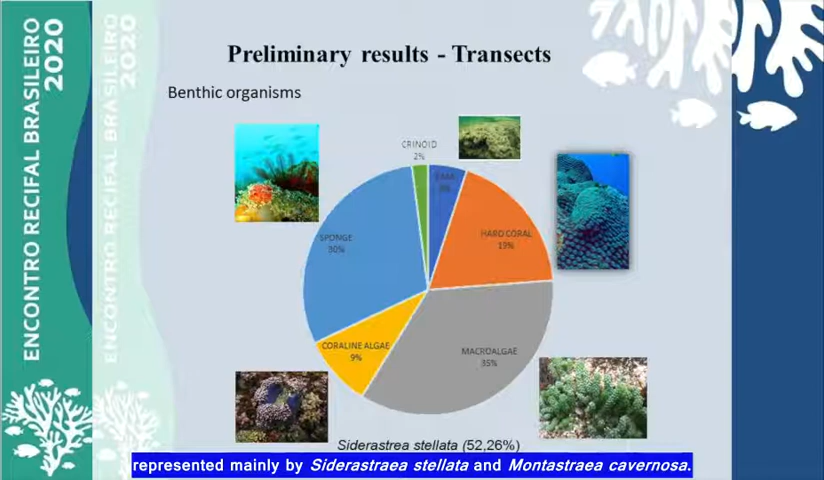 ENCONTRO RECIFAL BRASILEIRO
2020
ENCONTRO RECIFAL BRASILEIRO
2020
Preliminary results - Transects
Benthic organisms
CRINOID
2%
HARD CORAL
19%
SPONGE
30%
CORALINE ALGAE
9%
MACROALGAE
35%
Siderastrea stellata (52,26%)
represented mainly by Siderastraea stellata and Montastraea cavernosa.